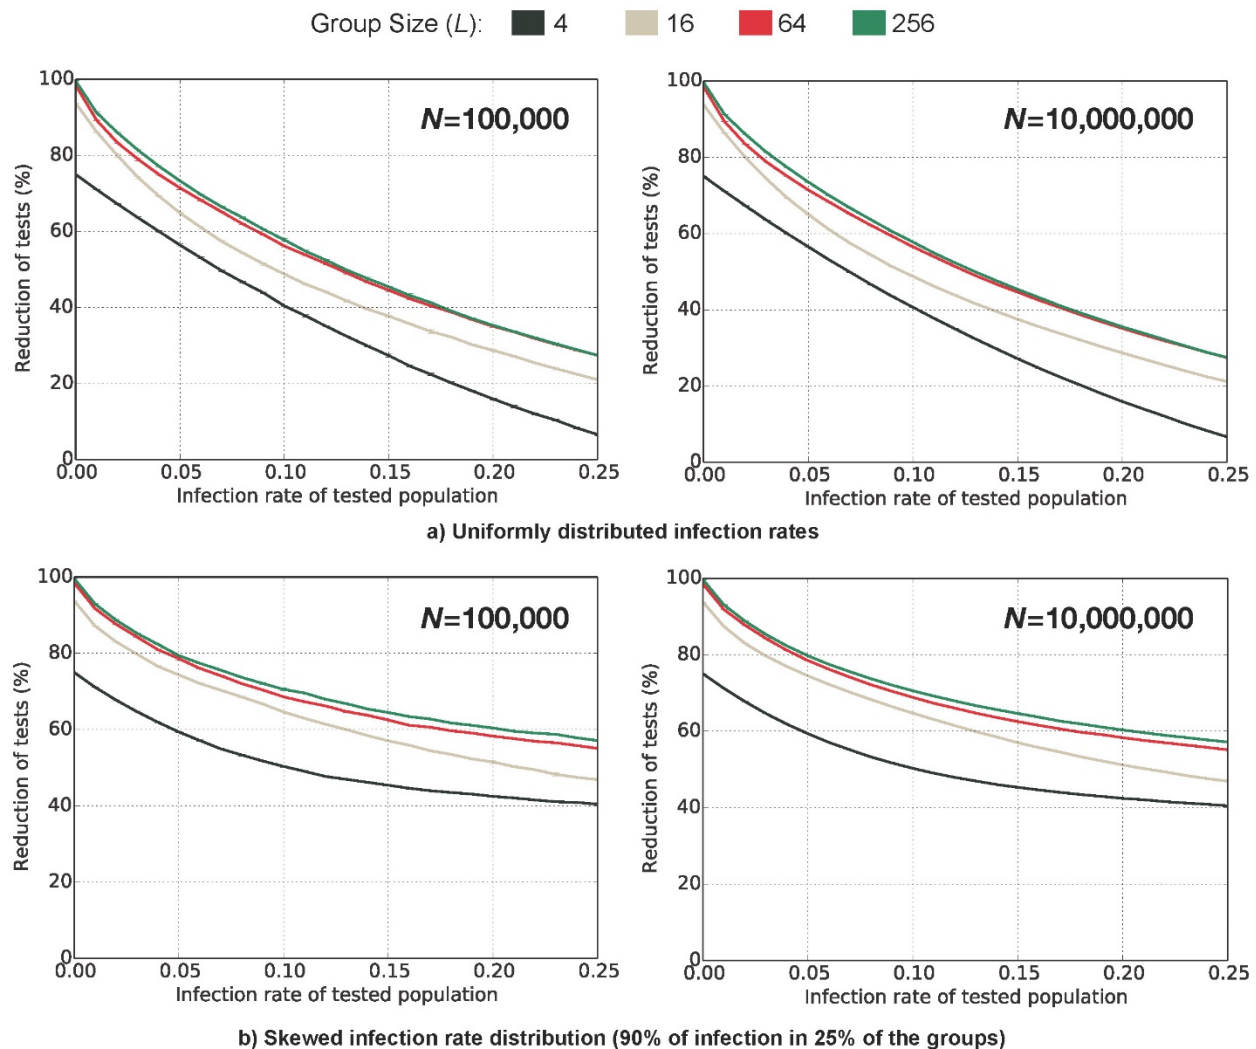 Group Size (L): 4 16 64 256
N=100,000
Reduction of tests (%)
100
80
60
40
20
0
0.00 0.05 0.10 0.15 0.20 0.25
Infection rate of tested population
N=10,000,000
Reduction of tests (%)
100
80
60
40
20
0
0.00 0.05 0.10 0.15 0.20 0.25
Infection rate of tested population
a) Uniformly distributed infection rates
N=100,000
Reduction of tests (%)
100
80
60
40
20
0
0.00 0.05 0.10 0.15 0.20 0.25
Infection rate of tested population
N=10,000,000
Reduction of tests (%)
100
80
60
40
20
0
0.00 0.05 0.10 0.15 0.20 0.25
Infection rate of tested population
b) Skewed infection rate distribution (90% of infection in 25% of the groups)